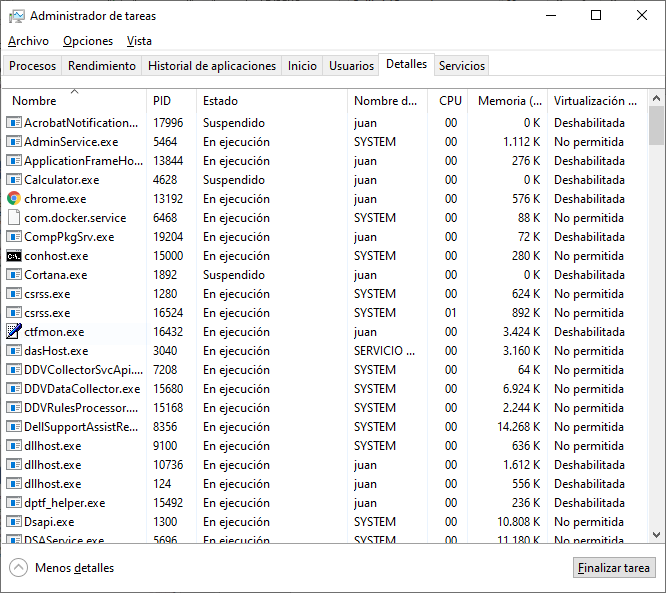 Administrador de tareas
Archivo Opciones Vista
Procesos Rendimiento Historial de aplicaciones Inicio Usuarios Detalles Servicios
Nombre PID Estado Nombre d... CPU Memoria (... Virtualización ...
AcrobatNotification... 17996 Suspendido juan 00 0 K Deshabilitada
AdminService.exe 5464 En ejecución SYSTEM 00 1.112 K No permitida
ApplicationFrameHo... 13844 En ejecución juan 00 276 K Deshabilitada
Calculator.exe 4628 Suspendido juan 00 0 K Deshabilitada
chrome.exe 13192 En ejecución juan 00 576 K Deshabilitada
com.docker.service 6468 En ejecución SYSTEM 00 88 K No permitida
CompPkgSrv.exe 19204 En ejecución juan 00 72 K Deshabilitada
conhost.exe 15000 En ejecución SYSTEM 00 280 K No permitida
Cortana.exe 1892 Suspendido juan 00 0 K Deshabilitada
csrss.exe 1280 En ejecución SYSTEM 00 624 K No permitida
csrss.exe 16524 En ejecución SYSTEM 01 892 K No permitida
ctfmon.exe 16432 En ejecución juan 00 3.424 K Deshabilitada
dasHost.exe 3040 En ejecución SERVICIO ... 00 3.160 K No permitida
DDVCollectorSvcApi.... 7208 En ejecución SYSTEM 00 64 K No permitida
DDVDataCollector.exe 15680 En ejecución SYSTEM 00 6.924 K No permitida
DDVRulesProcessor.... 15168 En ejecución SYSTEM 00 2.244 K No permitida
DellSupportAssistRe... 8356 En ejecución SYSTEM 00 14.268 K No permitida
dllhost.exe 9100 En ejecución SYSTEM 00 636 K No permitida
dllhost.exe 10736 En ejecución juan 00 1.612 K Deshabilitada
dllhost.exe 124 En ejecución juan 00 556 K Deshabilitada
dptf_helper.exe 15492 En ejecución juan 00 236 K Deshabilitada
Dsapi.exe 1300 En ejecución SYSTEM 00 10.808 K No permitida
DSAService.exe 5696 En ejecución SYSTEM 00 11.180 K No permitida
Menos detalles Finalizar tarea